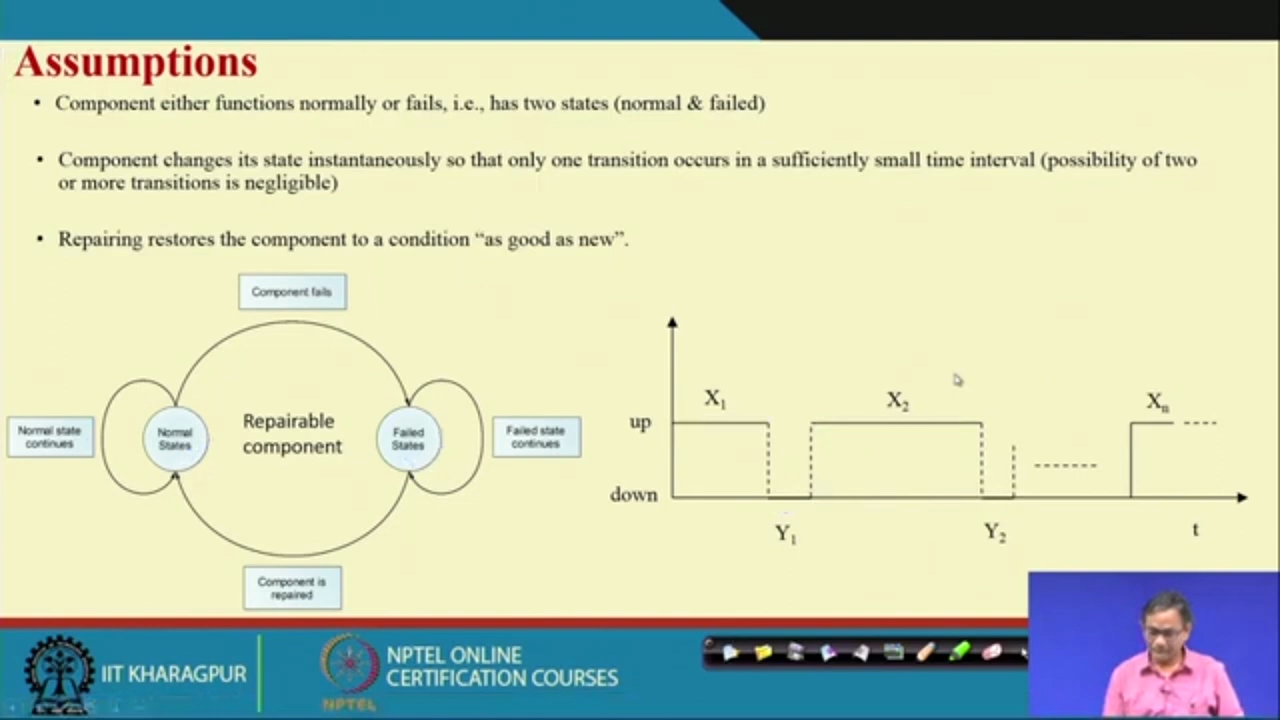 Assumptions
• Component either functions normally or fails, i.e., has two states (normal & failed)
• Component changes its state instantaneously so that only one transition occurs in a sufficiently small time interval (possibility of two
or more transitions is negligible)
• Repairing restores the component to a condition “as good as new”.
Component fails
Normal state
continues
Normal
States
Repairable
component
Failed
States
Failed state
continues
Component is
repaired
X1
X2
Xn
up
down
Y1
Y2
t
IIT KHARAGPUR
NPTEL
NPTEL ONLINE
CERTIFICATION COURSES